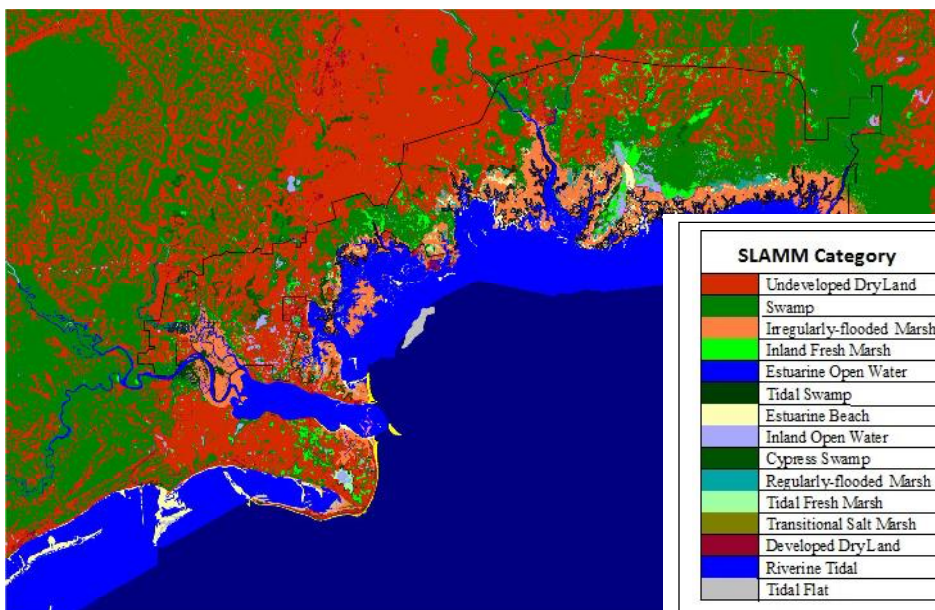 SLAMM Category
Undeveloped DryLand
Swamp
Irregularly-flooded Marsh
Inland Fresh Marsh
Estuarine Open Water
Tidal Swamp
Estuarine Beach
Inland Open Water
Cypress Swamp
Regularly-flooded Marsh
Tidal Fresh Marsh
Transitional Salt Marsh
Developed DryLand
Riverine Tidal
Tidal Flat